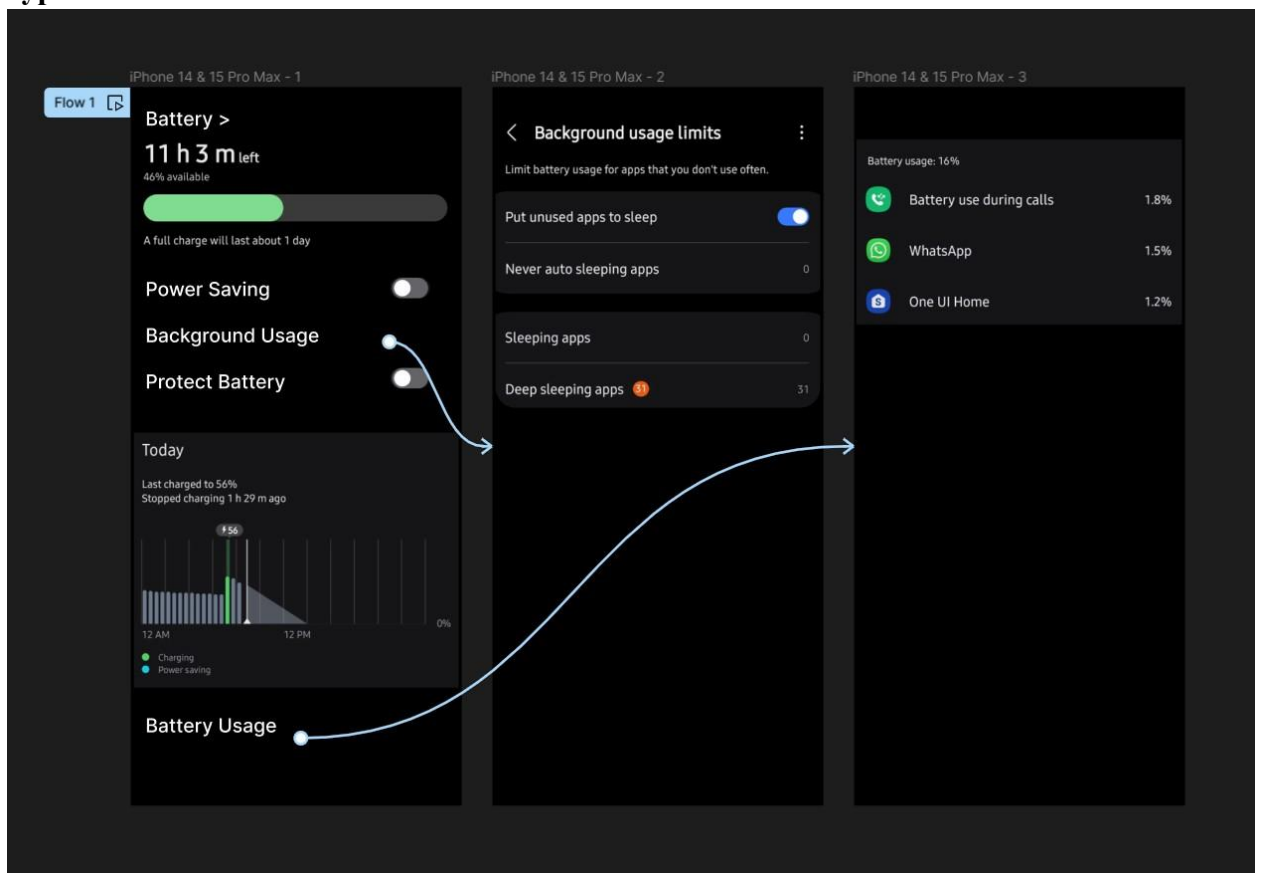 iPhone 14 & 15 Pro Max - 1
Flow 1
Battery >
11 h 3 m left
46% available
A full charge will last about 1 day
Power Saving
Background Usage
Protect Battery
Today
Last charged to 56%
Stopped charging 1 h 29 m ago
56
0%
12 AM 12 PM
Charging
Power saving
Battery Usage
iPhone 14 & 15 Pro Max - 2
Background usage limits
Limit battery usage for apps that you don't use often.
Put unused apps to sleep
Never auto sleeping apps 0
Sleeping apps 0
Deep sleeping apps 31 31
iPhone 14 & 15 Pro Max - 3
Battery usage: 16%
Battery use during calls 1.8%
WhatsApp 1.5%
S One UI Home 1.2%